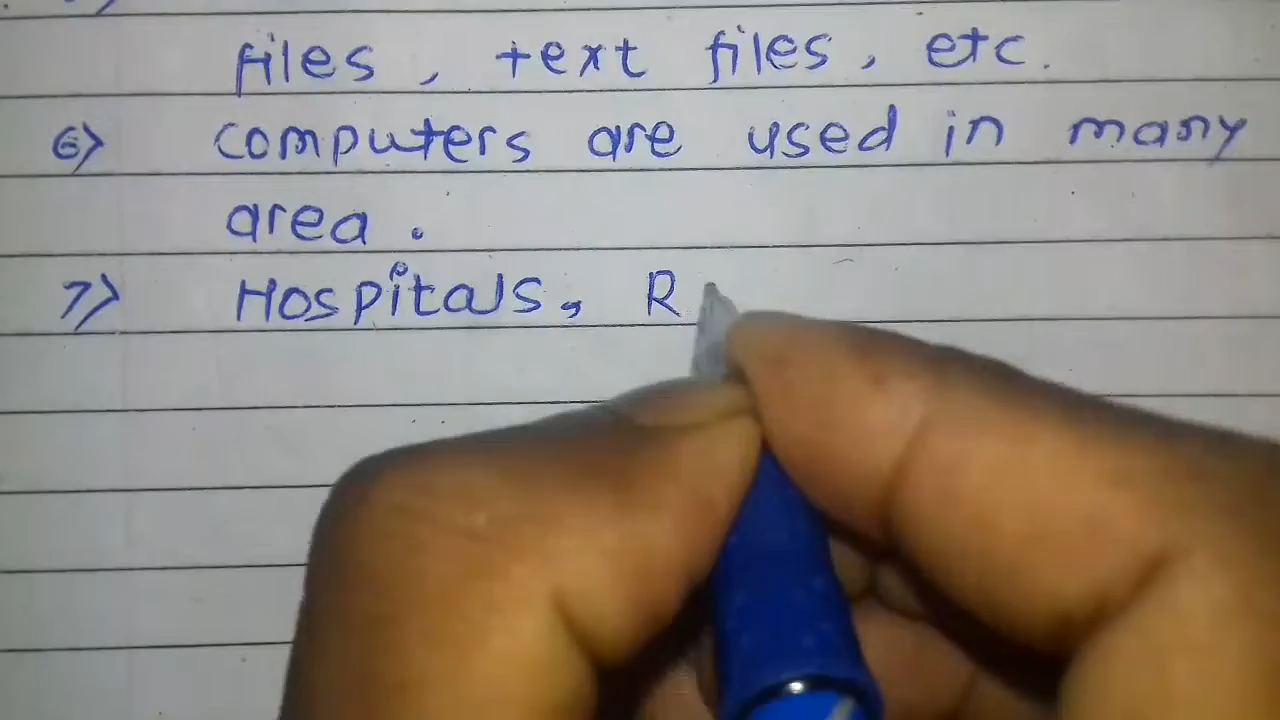 files, text files, etc.
6) computers are used in many
area.
7) Hospitals, R